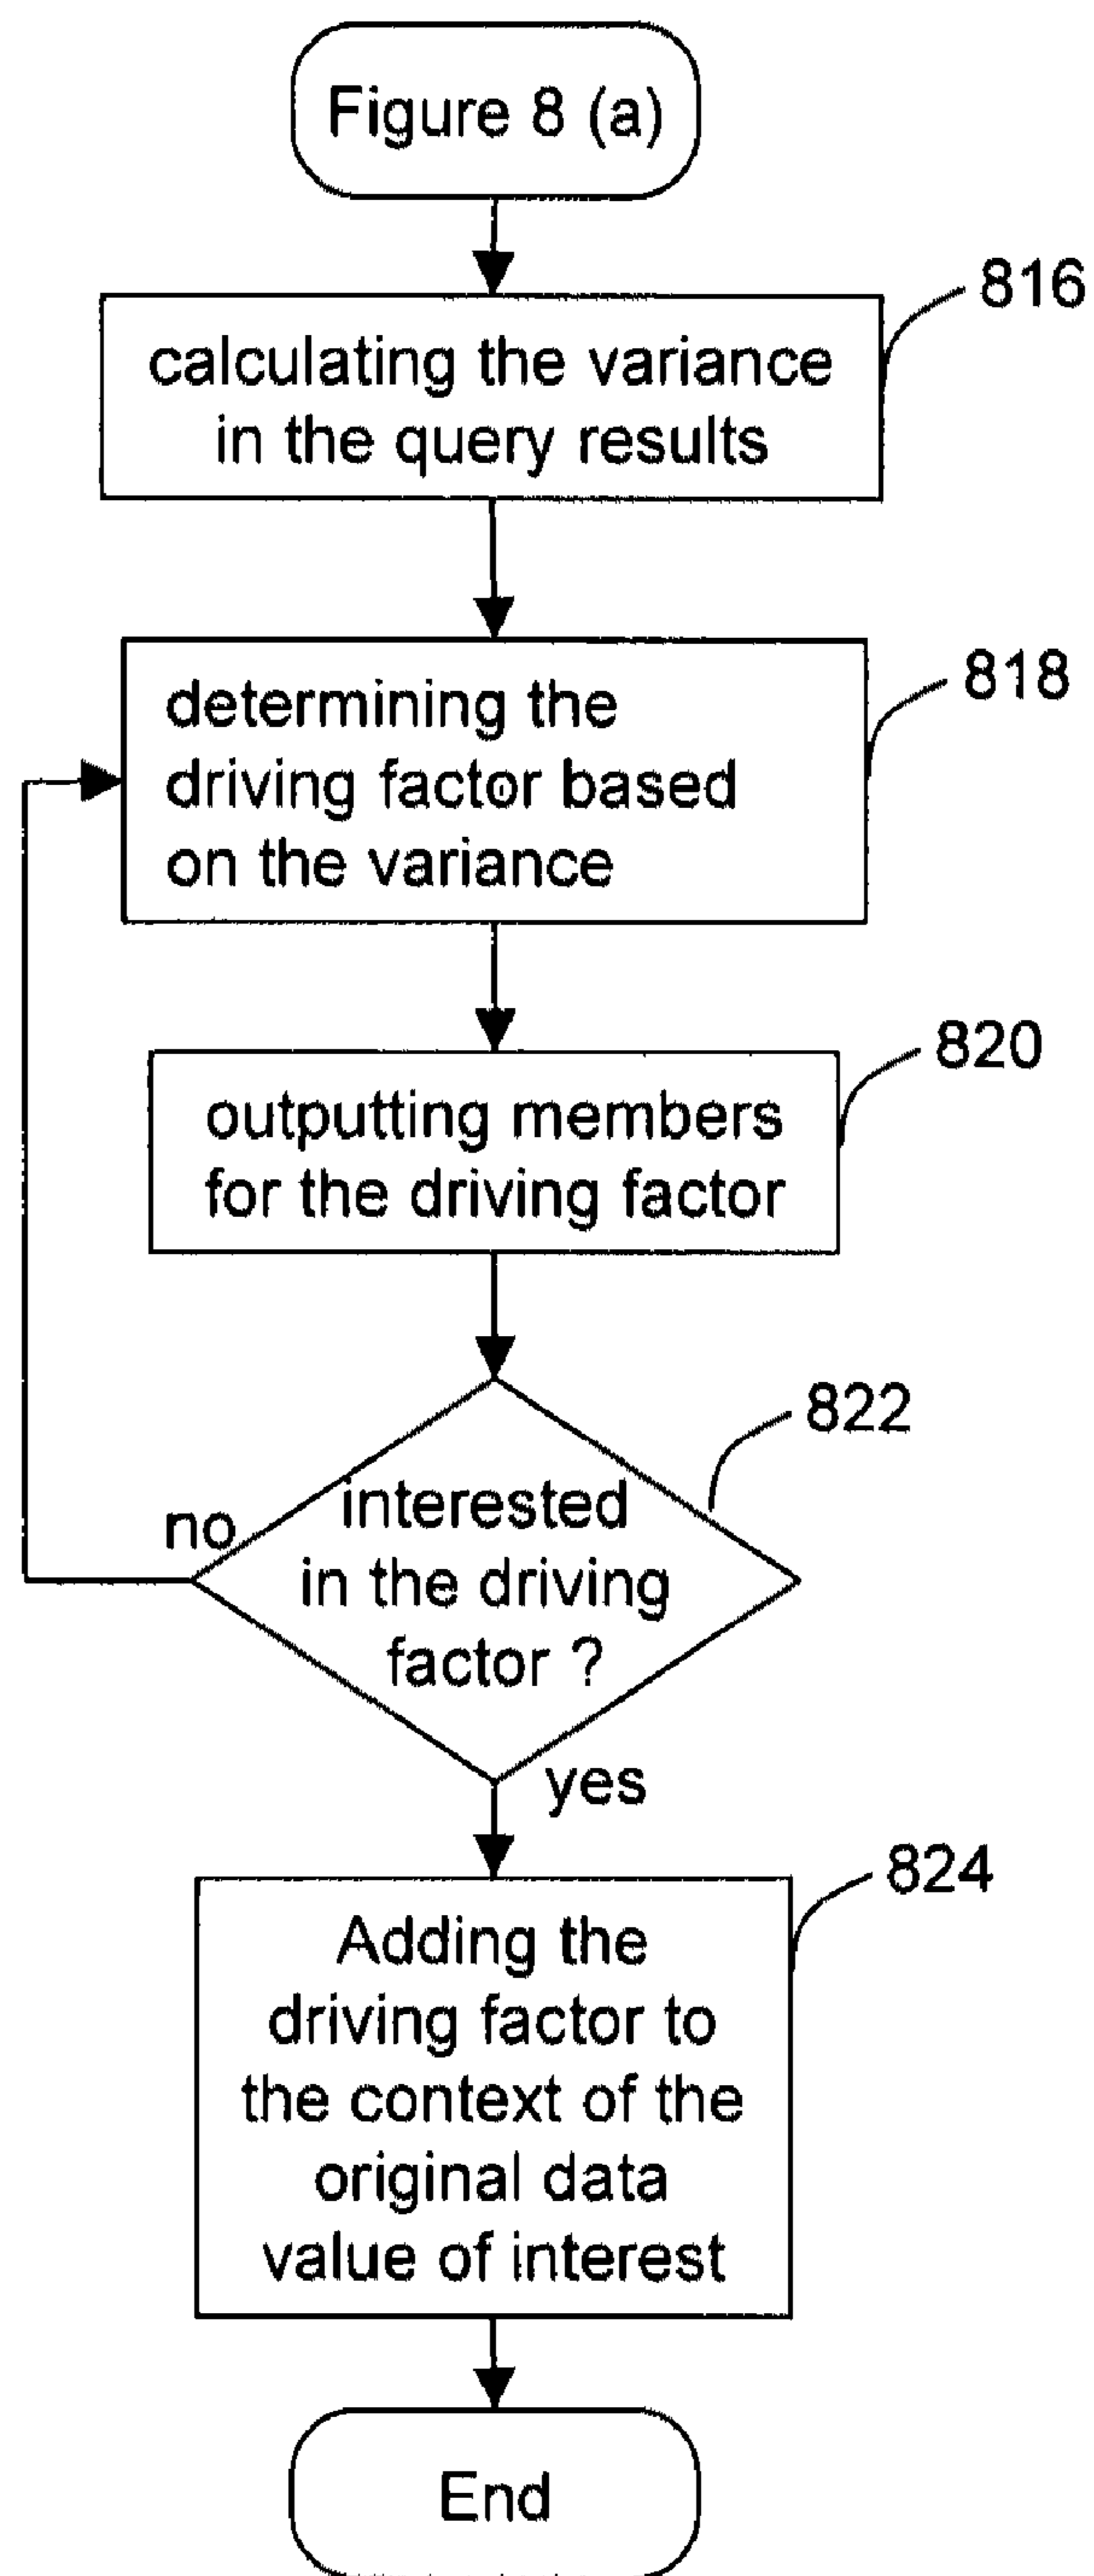 Figure 8 (a)
816
calculating the variance
in the query results
818
determining the
driving factor based
on the variance
820
outputting members
for the driving factor
822
no
interested
in the driving
factor ?
yes
824
Adding the
driving factor to
the context of the
original data
value of interest
End